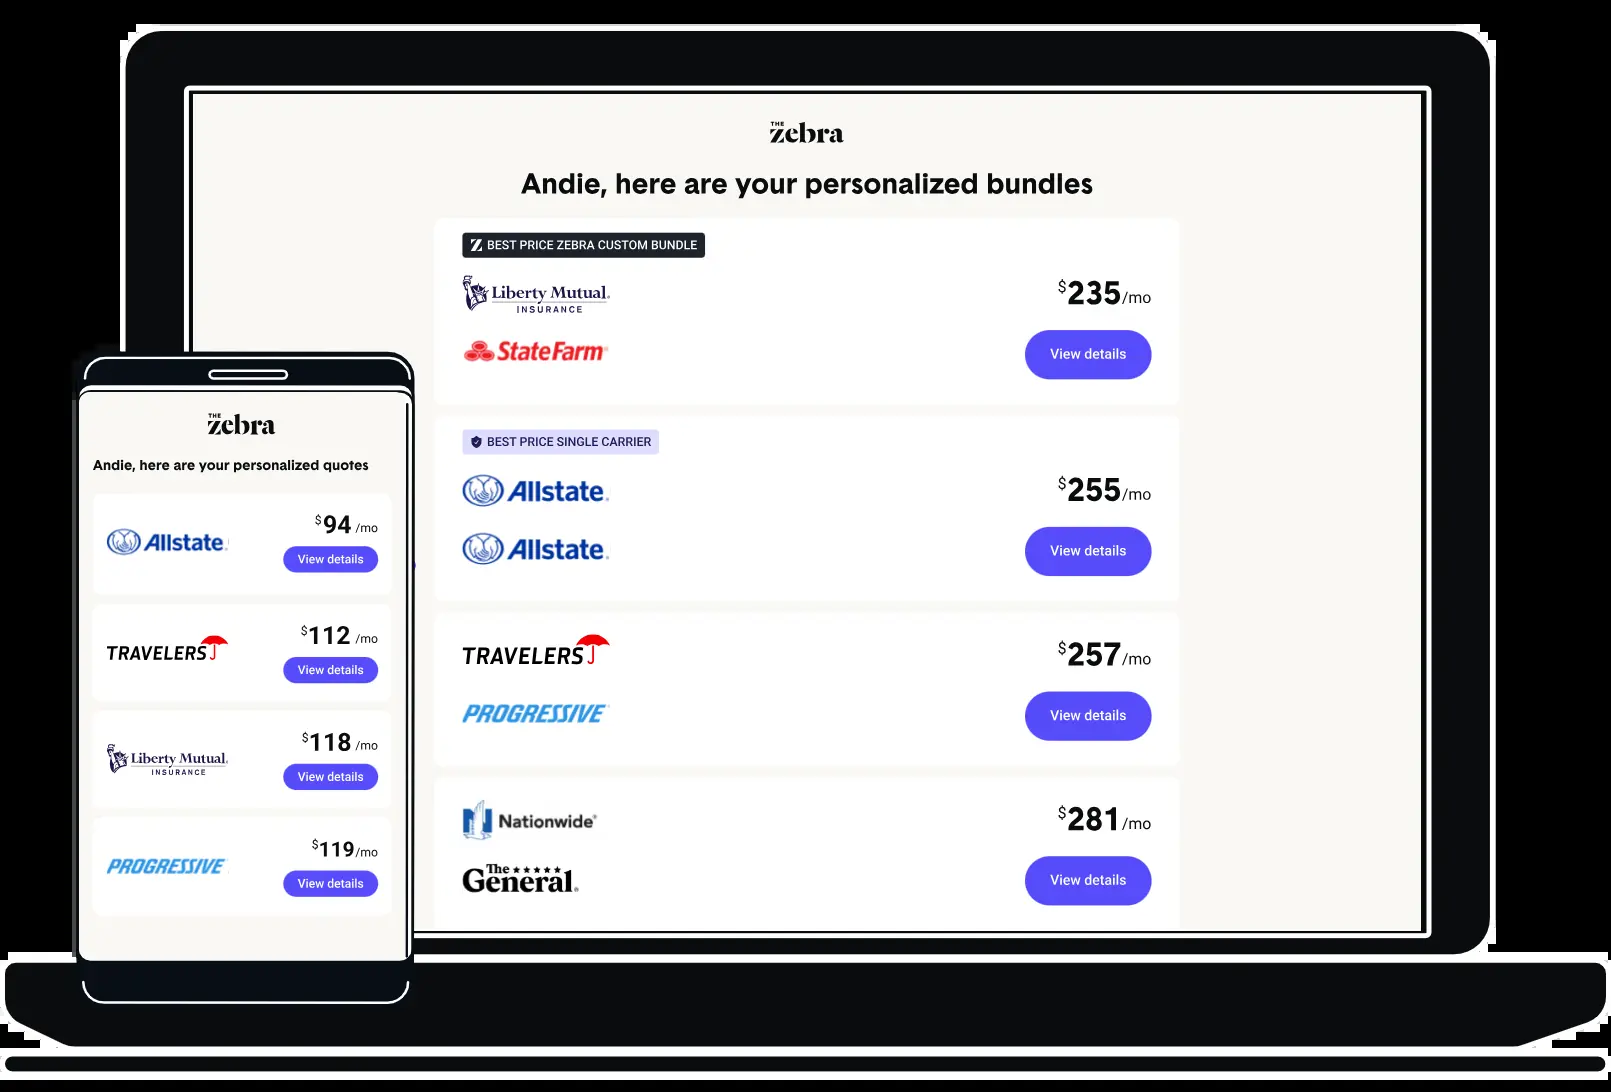 THE
zebra
Andie, here are your personalized bundles
BEST PRICE ZEBRA CUSTOM BUNDLE
Liberty Mutual.
INSURANCE
$235/mo
StateFarm
View details
BEST PRICE SINGLE CARRIER
Allstate.
$255/mo
Allstate.
View details
TRAVELERS
$257/mo
PROGRESSIVE
View details
Nationwide®
$281/mo
The
General.
View details
THE
zebra
Andie, here are your personalized quotes
Allstate.
$94 /mo
View details
TRAVELERS
$112 /mo
View details
Liberty Mutual.
INSURANCE
$118 /mo
View details
PROGRESSIVE
$119/mo
View details